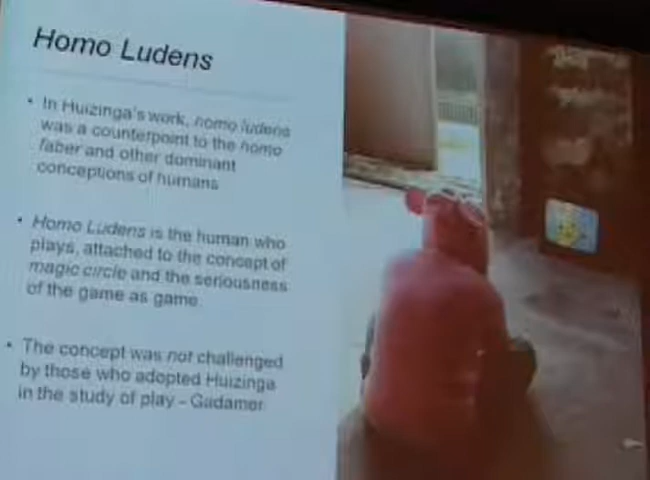 Homo Ludens
• In Huizinga's work, homo ludens
was a counterpoint to the homo
faber and other dominant
conceptions of humans
• Homo Ludens is the human who
plays, attached to the concept of
magic circle and the seriousness
of the game as game.
• The concept was not challenged
by those who adopted Huizinga
in the study of play - Gadamer